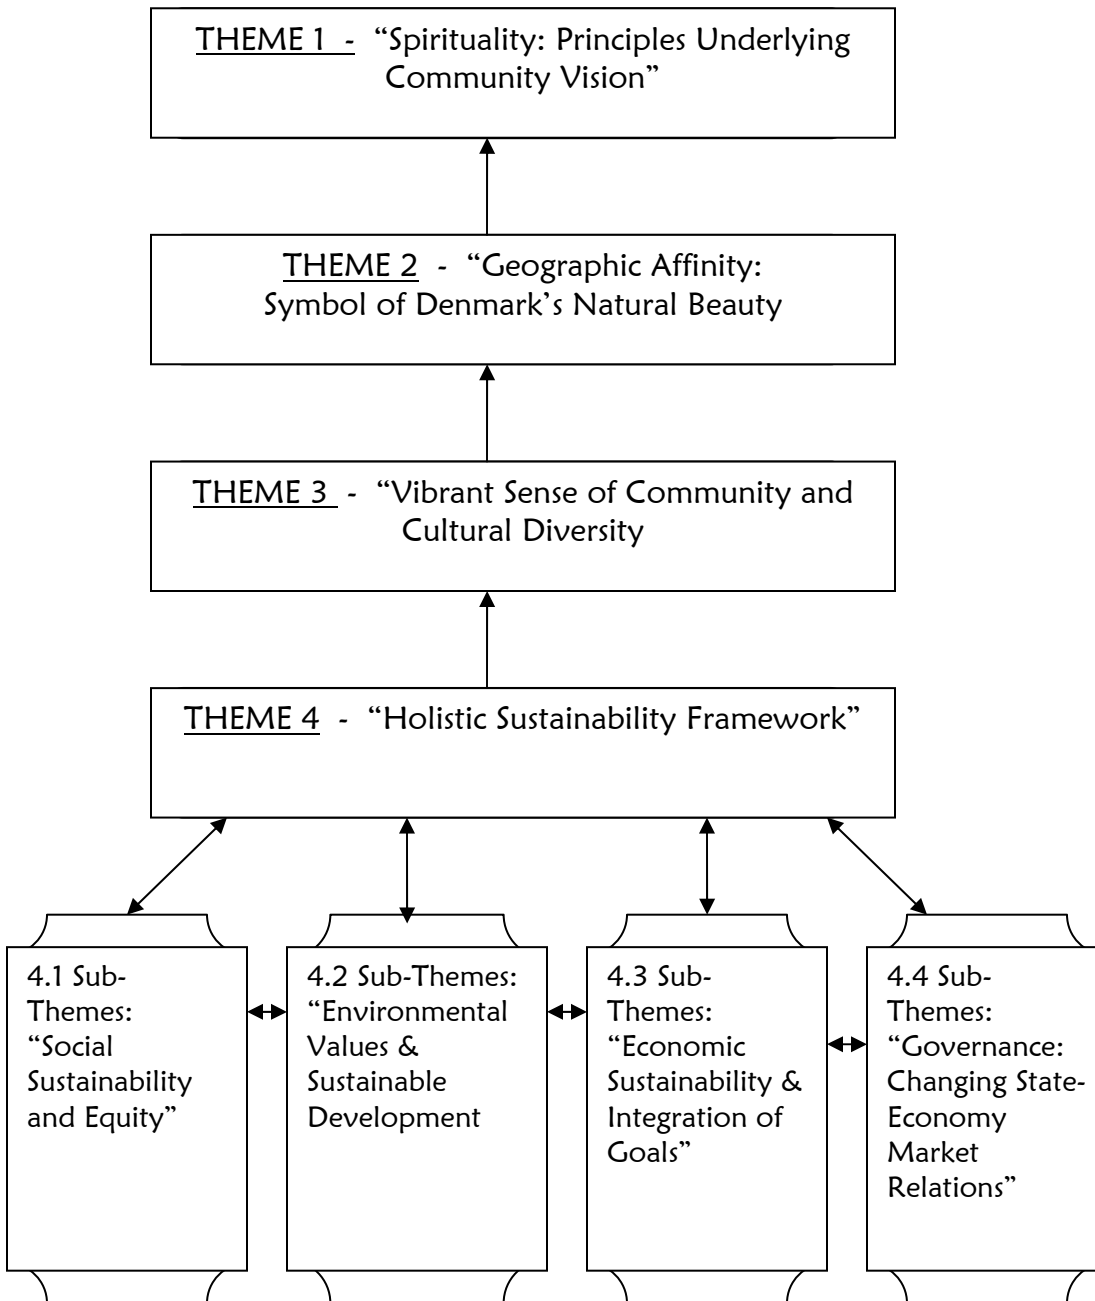 THEME 1 - “Spirituality: Principles Underlying
Community Vision”
THEME 2 - “Geographic Affinity:
Symbol of Denmark’s Natural Beauty
THEME 3 - “Vibrant Sense of Community and
Cultural Diversity
THEME 4 - “Holistic Sustainability Framework”
4.1 Sub-
Themes:
“Social
Sustainability
and Equity”
4.2 Sub-Themes:
“Environmental
Values &
Sustainable
Development
4.3 Sub-
Themes:
“Economic
Sustainability &
Integration of
Goals”
4.4 Sub-
Themes:
“Governance:
Changing State-
Economy
Market
Relations”